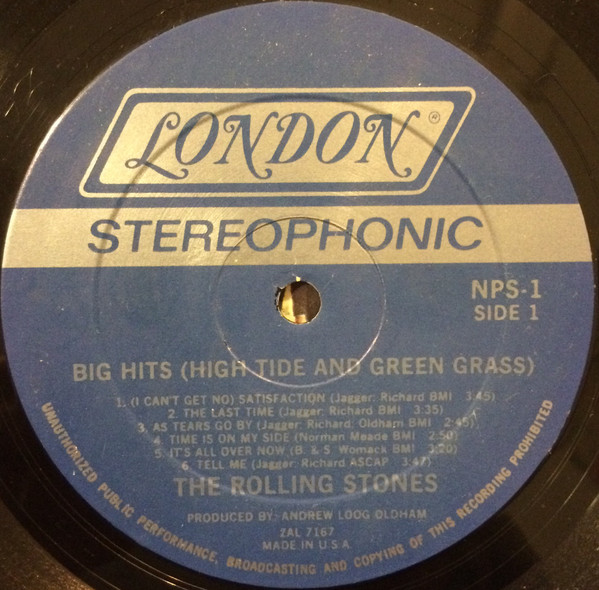 LONDON ®
STEREOPHONIC
NPS-1
SIDE 1
BIG HITS (HIGH TIDE AND GREEN GRASS)
1. (I CAN'T GET NO) SATISFACTION (Jagger: Richard BMI 3:45)
2. THE LAST TIME (Jagger: Richard BMI 3:35)
3. AS TEARS GO BY (Jagger: Richard: Oldham BMI 2:45)
4. TIME IS ON MY SIDE (Norman Meade BMI 2:50)
5. IT'S ALL OVER NOW (B. & S. Womack BMI 3:20)
6. TELL ME (Jagger: Richard ASCAP 3:47)
THE ROLLING STONES
PRODUCED BY: ANDREW LOOG OLDHAM
ZAL 7167
MADE IN U.S.A.
UNAUTHORIZED PUBLIC PERFORMANCE, BROADCASTING AND COPYING OF THIS RECORDING PROHIBITED